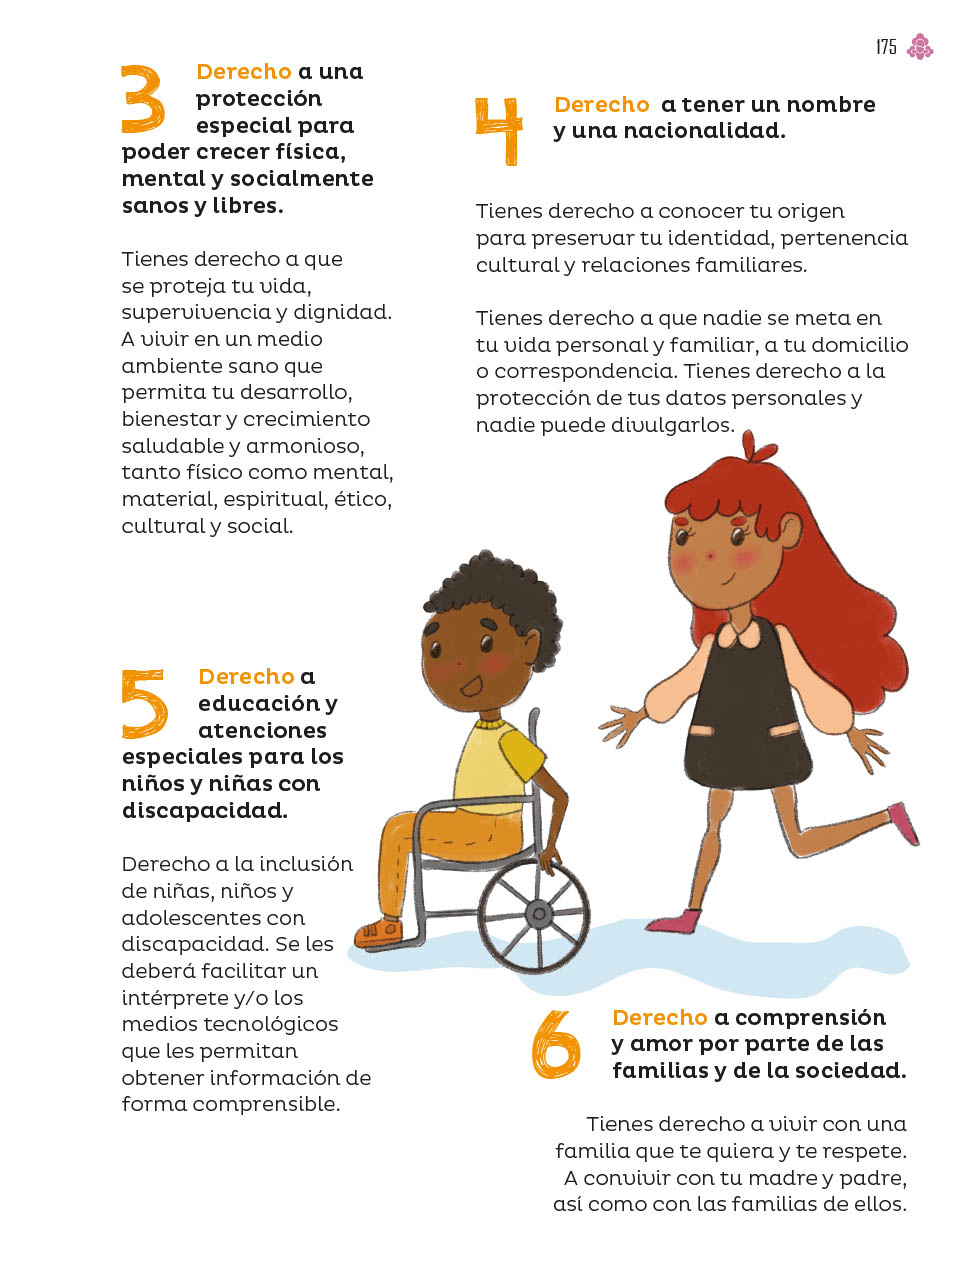 175
3 Derecho a una
protección
especial para
poder crecer física,
mental y socialmente
sanos y libres.
Tienes derecho a que
se proteja tu vida,
supervivencia y dignidad.
A vivir en un medio
ambiente sano que
permita tu desarrollo,
bienestar y crecimiento
saludable y armonioso,
tanto físico como mental,
material, espiritual, ético,
cultural y social.
4 Derecho a tener un nombre
y una nacionalidad.
Tienes derecho a conocer tu origen
para preservar tu identidad, pertenencia
cultural y relaciones familiares.
Tienes derecho a que nadie se meta en
tu vida personal y familiar, a tu domicilio
o correspondencia. Tienes derecho a la
protección de tus datos personales y
nadie puede divulgarlos.
5 Derecho a
educación y
atenciones
especiales para los
niños y niñas con
discapacidad.
Derecho a la inclusión
de niñas, niños y
adolescentes con
discapacidad. Se les
deberá facilitar un
intérprete y/o los
medios tecnológicos
que les permitan
obtener información de
forma comprensible.
6 Derecho a comprensión
y amor por parte de las
familias y de la sociedad.
Tienes derecho a vivir con una
familia que te quiera y te respete.
A convivir con tu madre y padre,
así como con las familias de ellos.